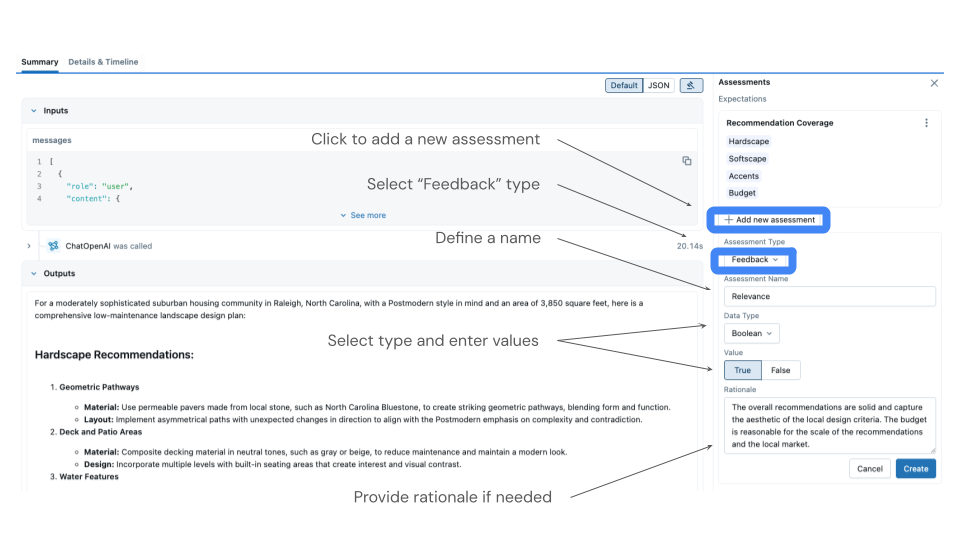 Summary Details & Timeline
Default JSON
Inputs
messages
1 [
2 {
3 "role": "user",
4 "content": {
See more
ChatOpenAI was called 20.14s
Outputs
For a moderately sophisticated suburban housing community in Raleigh, North Carolina, with a Postmodern style in mind and an area of 3,850 square feet, here is a
comprehensive low-maintenance landscape design plan:
Hardscape Recommendations:
1. Geometric Pathways
Material: Use permeable pavers made from local stone, such as North Carolina Bluestone, to create striking geometric pathways, blending form and function.
Layout: Implement asymmetrical paths with unexpected changes in direction to align with the Postmodern emphasis on complexity and contradiction.
2. Deck and Patio Areas
Material: Composite decking material in neutral tones, such as gray or beige, to reduce maintenance and maintain a modern look.
Design: Incorporate multiple levels with built-in seating areas that create interest and visual contrast.
3. Water Features
Click to add a new assessment
Select “Feedback” type
Define a name
Select type and enter values
Provide rationale if needed
Assessments
Expectations
Recommendation Coverage
Hardscape
Softscape
Accents
Budget
+ Add new assessment
Assessment Type
Feedback
Assessment Name
Relevance
Data Type
Boolean
Value
True False
Rationale
The overall recommendations are solid and capture
the aesthetic of the local design criteria. The budget
is reasonable for the scale of the recommendations
and the local market.
Cancel Create